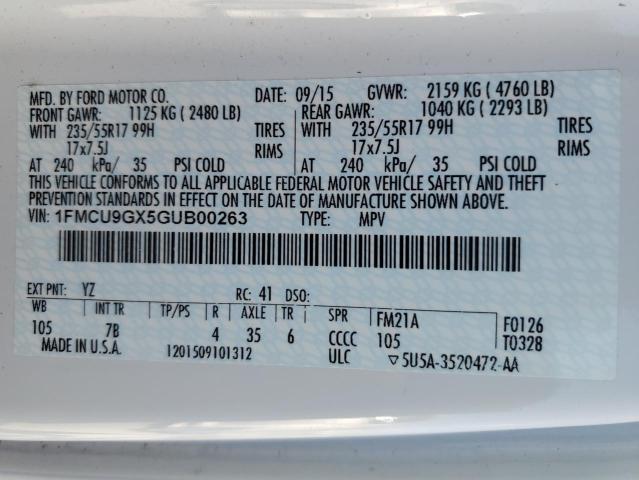 MFD. BY FORD MOTOR CO. DATE: 09/15 GVWR: 2159 KG ( 4760 LB)
FRONT GAWR: 1125 KG ( 2480 LB) REAR GAWR: 1040 KG ( 2293 LB)
WITH 235/55R17 99H TIRES WITH 235/55R17 99H TIRES
17x7.5J RIMS 17x7.5J RIMS
AT 240 kPa/ 35 PSI COLD AT 240 kPa/ 35 PSI COLD
THIS VEHICLE CONFORMS TO ALL APPLICABLE FEDERAL MOTOR VEHICLE SAFETY AND THEFT
PREVENTION STANDARDS IN EFFECT ON THE DATE OF MANUFACTURE SHOWN ABOVE.
VIN: 1FMCU9GX5GUB00263 TYPE: MPV
EXT PNT: YZ RC: 41 DSO:
WB INT TR TP/PS R AXLE TR SPR FM21A F0126
105 7B 4 35 6 CCCC 105 T0328
MADE IN U.S.A. 1201509101312 ULC ▽5U5A-3520472-AA